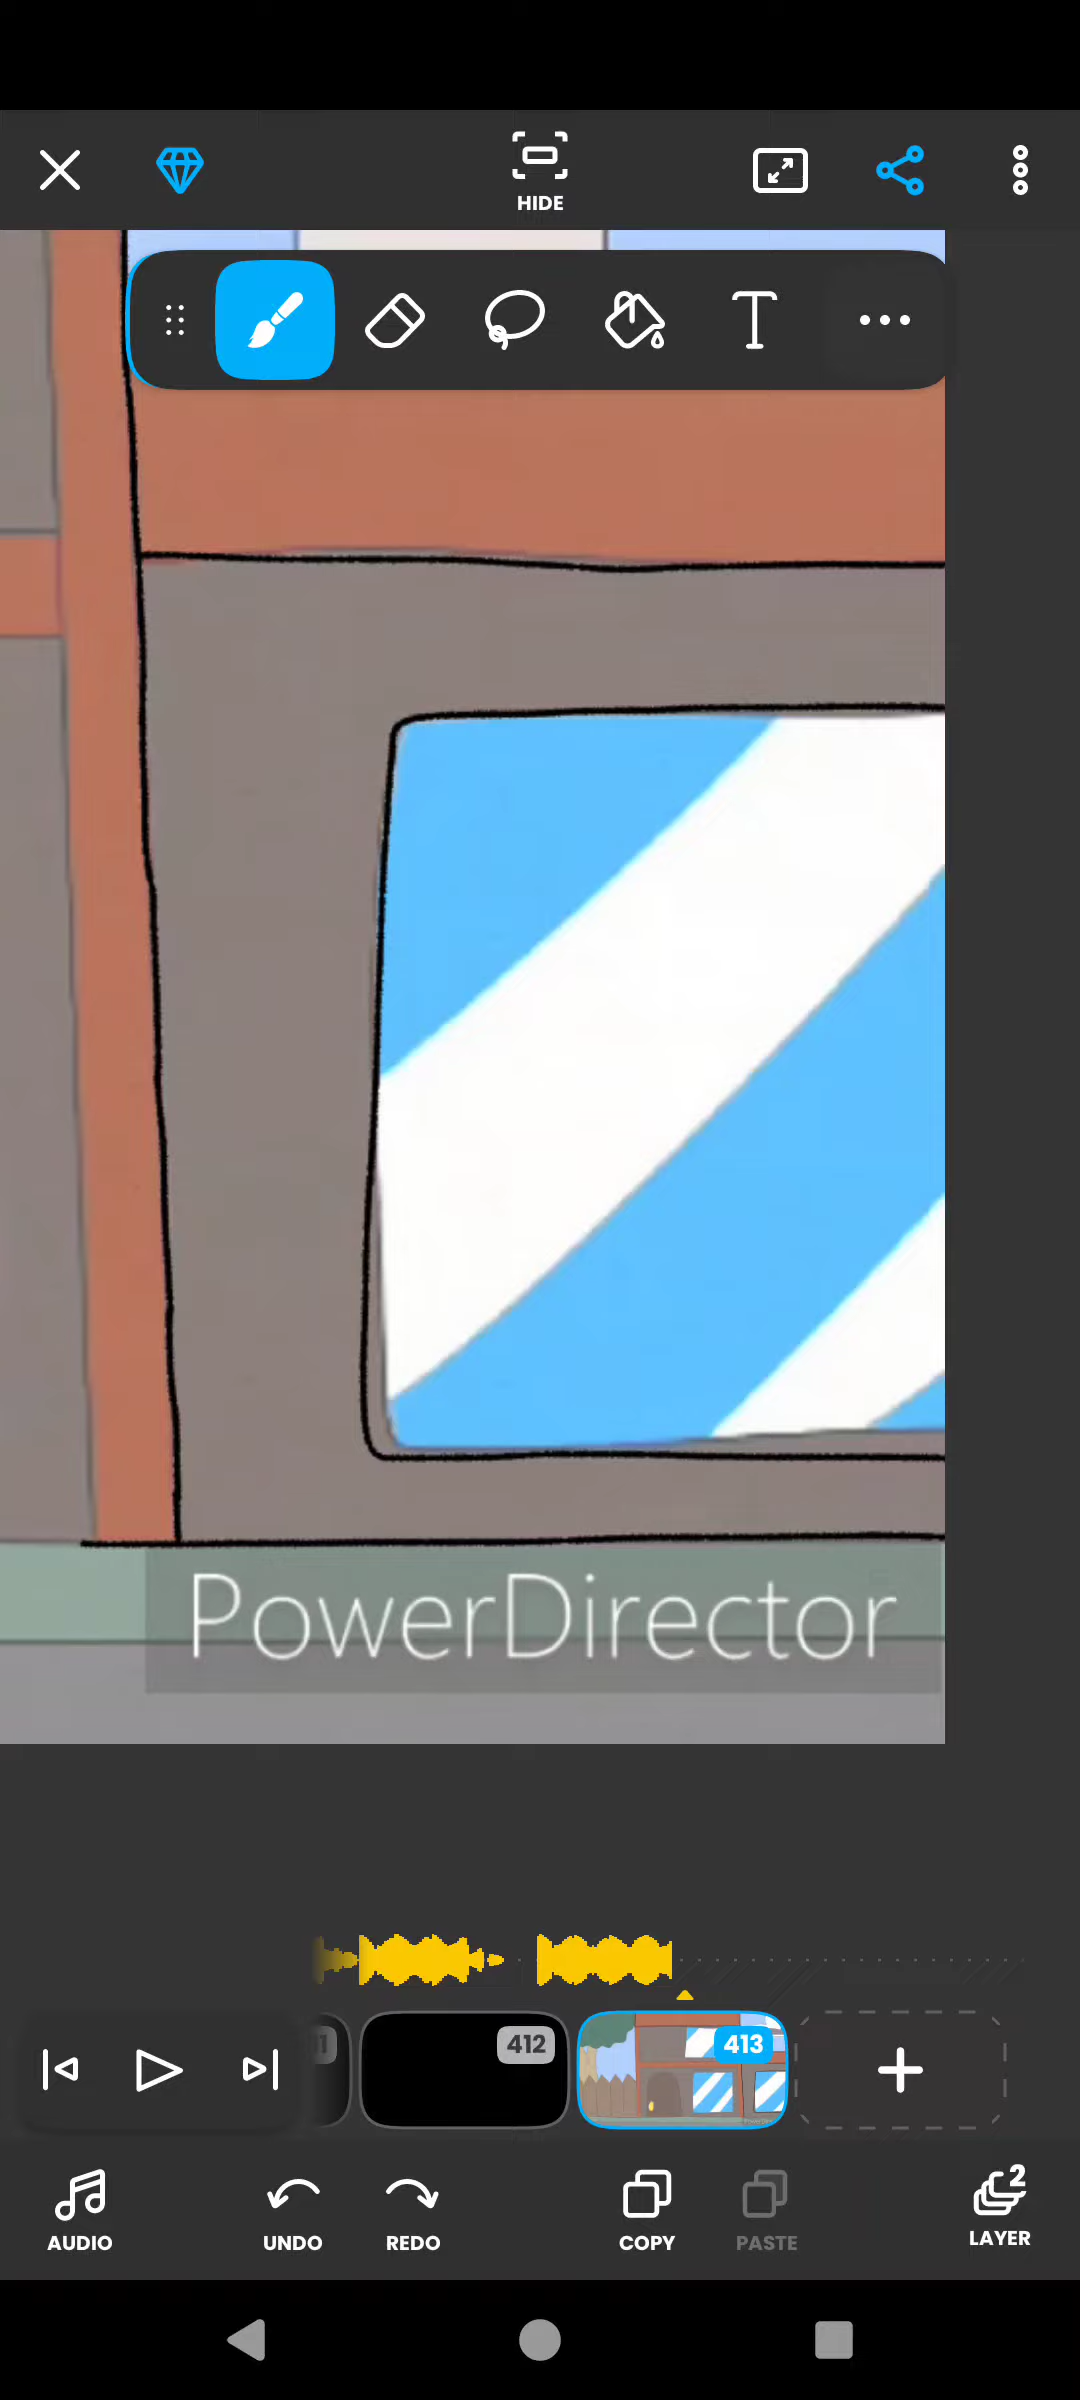 HIDE
T
PowerDirector
412
413
AUDIO
UNDO
REDO
COPY
PASTE
2
LAYER